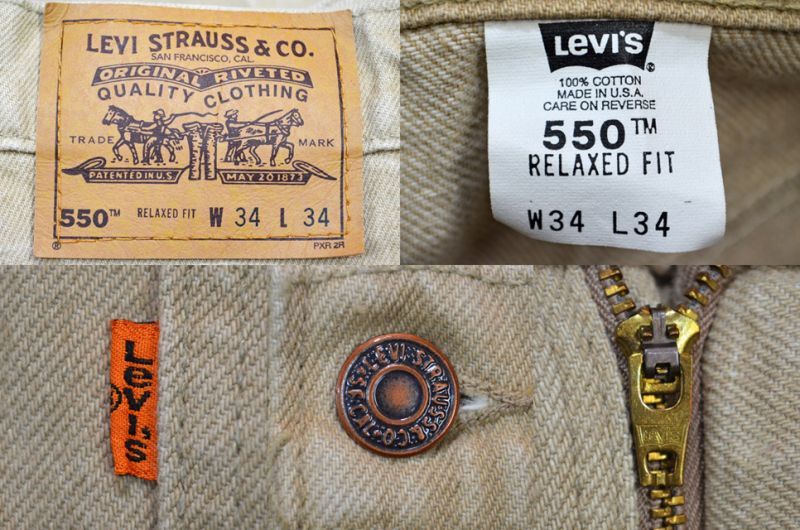 LEVI STRAUSS & CO.
SAN FRANCISCO, CAL.
ORIGINAL RIVETED
QUALITY CLOTHING
TRADE MARK
PATENTED IN U.S. MAY 20 1873
550™ RELAXED FIT W 34 L 34
® PXR 2R
LEVI'S
®
100% COTTON
MADE IN U.S.A.
CARE ON REVERSE
550™
RELAXED FIT
W34 L34
LEVI'S
®
LEVI STRAUSS & CO